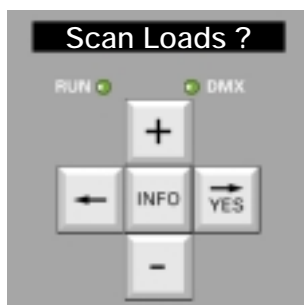 Scan Loads ?
RUN DMX
+
← INFO → YES
-